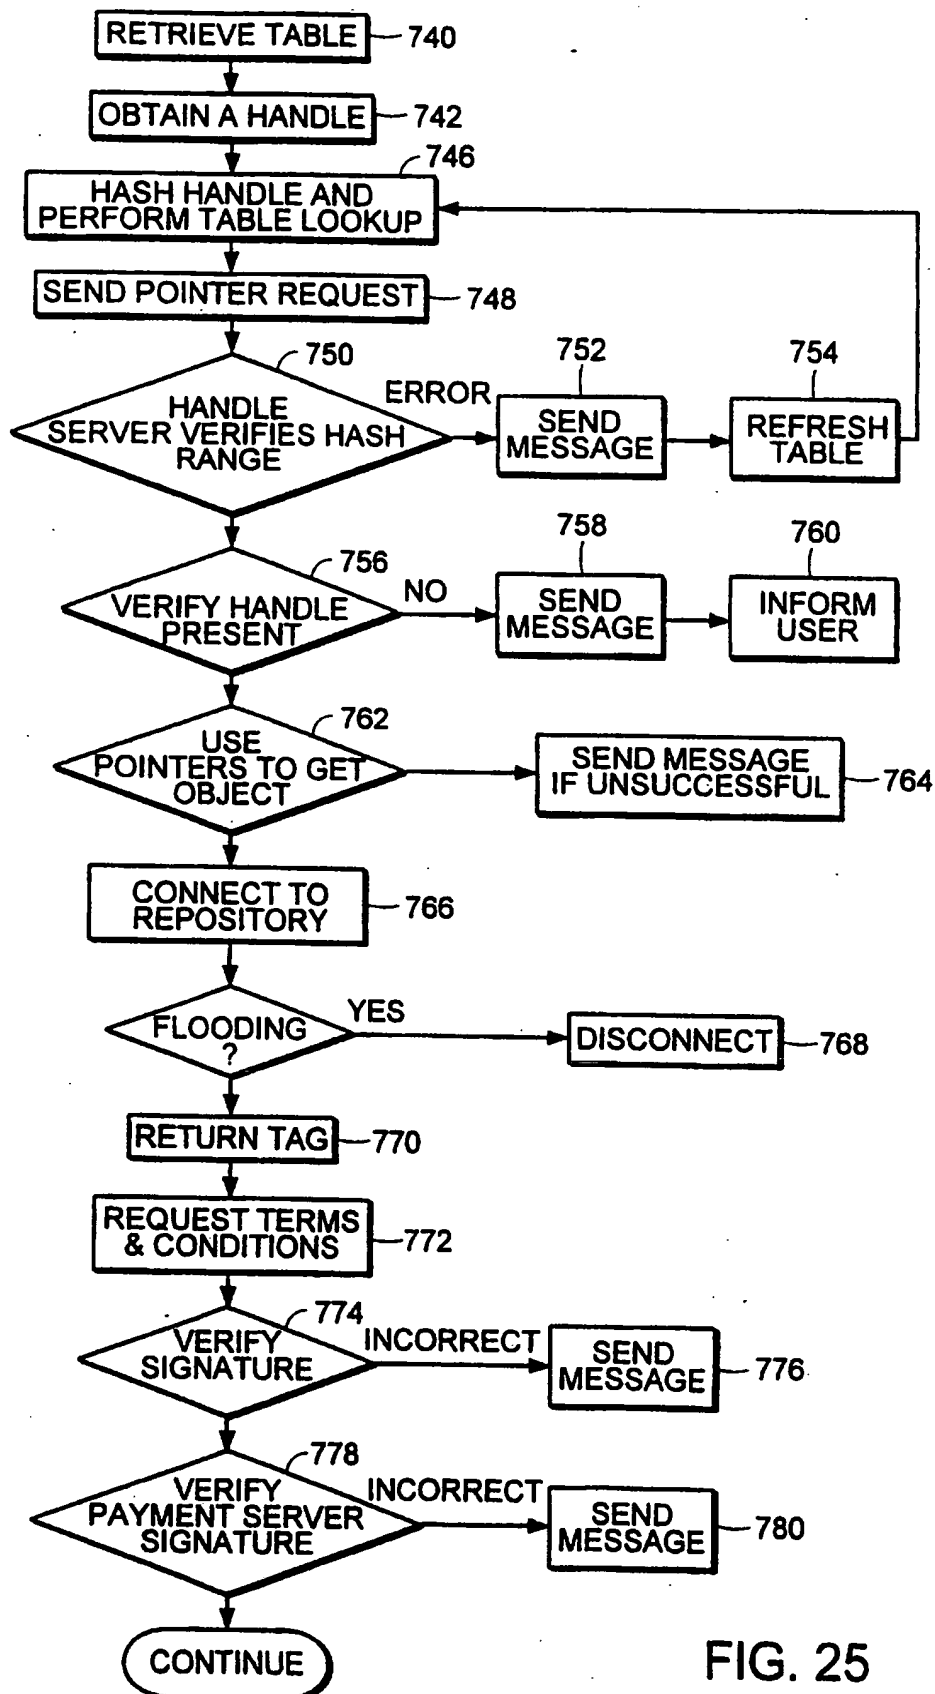 RETRIEVE TABLE
740
OBTAIN A HANDLE
742
746
HASH HANDLE AND
PERFORM TABLE LOOKUP
SEND POINTER REQUEST
748
750
HANDLE
SERVER VERIFIES HASH
RANGE
ERROR
752
SEND
MESSAGE
754
REFRESH
TABLE
756
VERIFY HANDLE
PRESENT
NO
758
SEND
MESSAGE
760
INFORM
USER
762
USE
POINTERS TO GET
OBJECT
SEND MESSAGE
IF UNSUCCESSFUL
764
CONNECT TO
REPOSITORY
766
FLOODING
?
YES
DISCONNECT
768
RETURN TAG
770
REQUEST TERMS
& CONDITIONS
772
774
VERIFY
SIGNATURE
INCORRECT
SEND
MESSAGE
776
778
VERIFY
PAYMENT SERVER
SIGNATURE
INCORRECT
SEND
MESSAGE
780
CONTINUE
FIG. 25